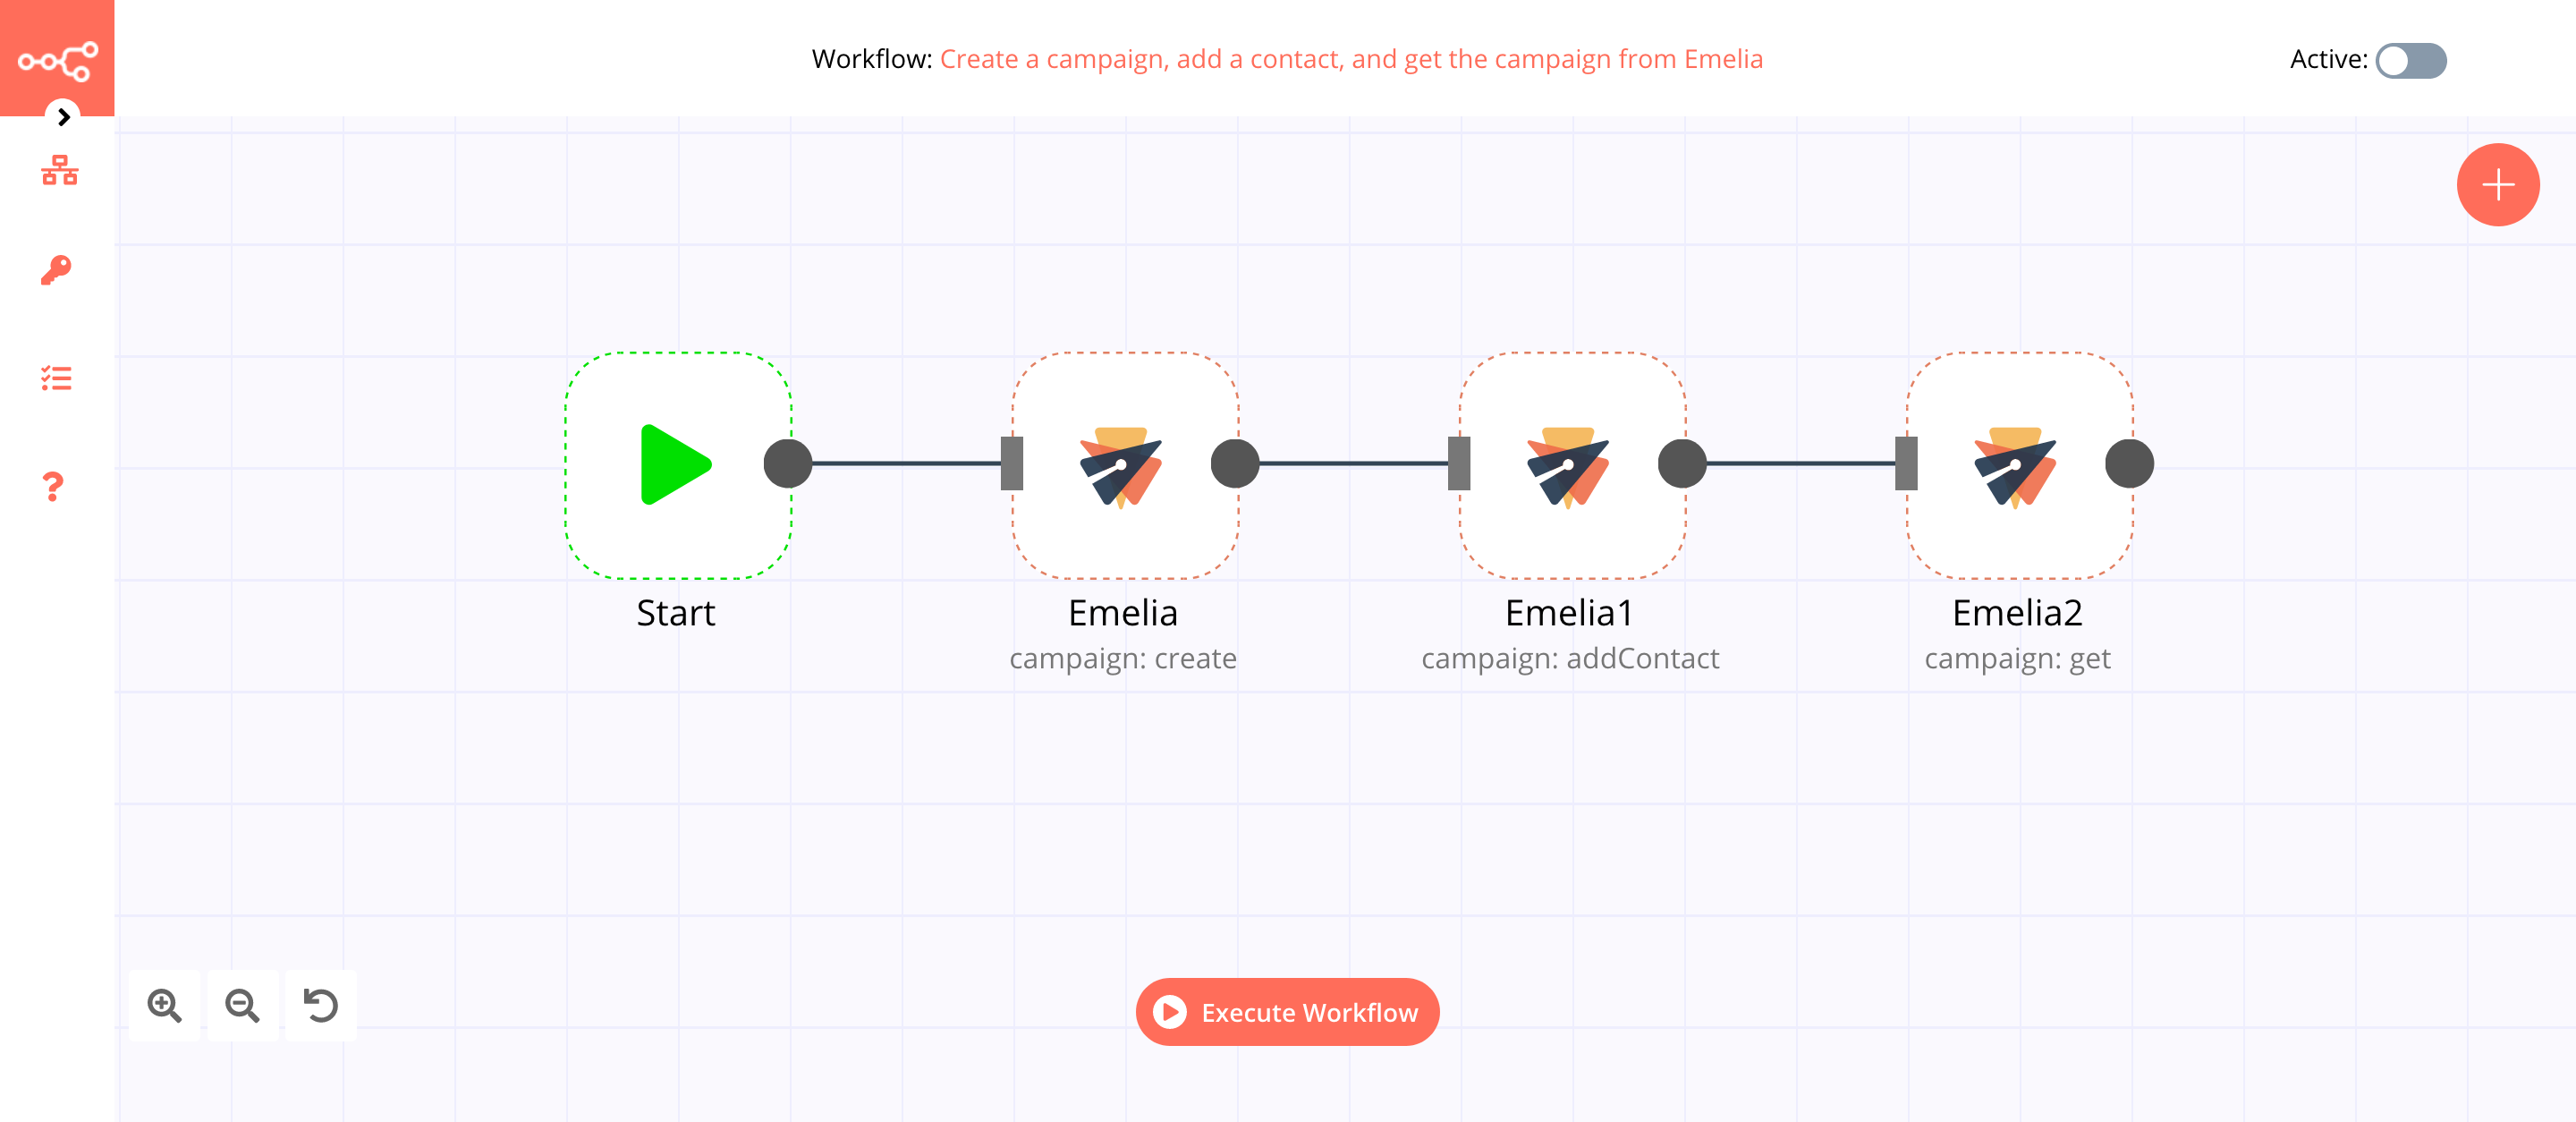 Workflow: Create a campaign, add a contact, and get the campaign from Emelia
Active:
Start
Emelia
campaign: create
Emelia1
campaign: addContact
Emelia2
campaign: get
Execute Workflow